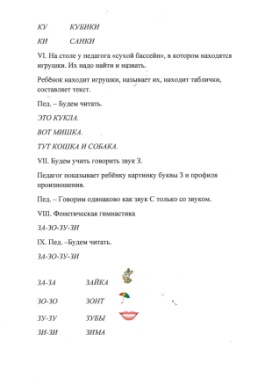 КУ КУБИКИ
КИ САНКИ
VI. На столе у педагога «сухой бассейн», в котором находятся
игрушки. Их надо найти и назвать.
Ребёнок находит игрушки, называет их, находит таблички,
составляет текст.
Пед. – Будем читать.
ЭТО КУКЛА.
ВОТ МИШКА.
ТУТ КОШКА И СОБАКА.
VII. Будем учить говорить звук З.
Педагог показывает ребёнку картинку буквы З и профиля
произношения.
Пед. – Говорим одинаково как звук С только со звуком.
VIII. Фонетическая гимнастика
ЗА-ЗО-ЗУ-ЗИ
IX. Пед. –Будем читать.
ЗА-ЗО-ЗУ-ЗИ
ЗА-ЗА ЗАЙКА
ЗО-ЗО ЗОНТ
ЗУ-ЗУ ЗУБЫ
ЗИ-ЗИ ЗИМА